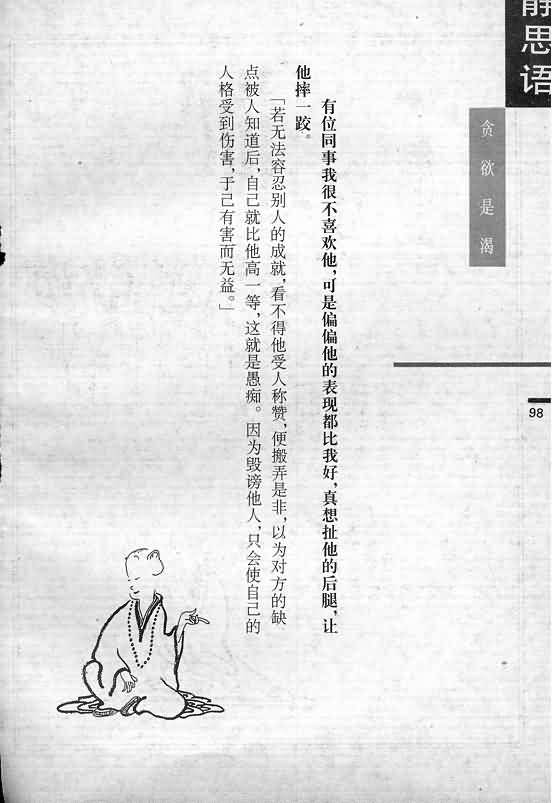 静思语
贪欲是渴
98
有位同事我很不喜欢他，可是偏偏他的表现都比我好，真想扯他的后腿，让
他摔一跤。
「若无法容忍别人的成就，看不得他受人称赞，便搬弄是非，以为对方的缺
点被人知道后，自己就比他高一等，这就是愚痴。因为毁谤他人，只会使自己的
人格受到伤害，于己有害而无益。」